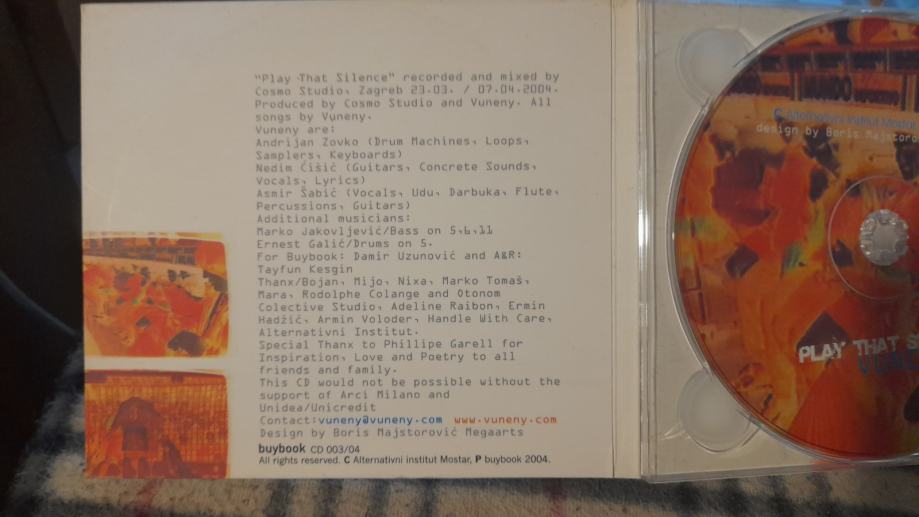 "Play That Silence" recorded and mixed by
Cosmo Studio, Zagreb 23.03. / 07.04.2004.
Produced by Cosmo Studio and Vuneny. All
songs by Vuneny.
Vuneny are:
Andrijan Zovko (Drum Machines, Loops,
Samplers, Keyboards)
Nedim Ćišić (Guitars, Concrete Sounds,
Vocals, Lyrics)
Asmir Šabić (Vocals, Udu, Darbuka, Flute,
Percussions, Guitars)
Additional musicians:
Marko Jakovljević/Bass on 5,6,11
Ernest Galić/Drums on 5.
For Buybook: Damir Uzunović and A&R:
Tayfun Kesgin
Thanx/Bojan, Mijo, Nixa, Marko Tomaš,
Mara, Rodolphe Colange and Otonom
Colective Studio, Adeline Raibon, Ermin
Hadžić, Armin Voloder, Handle With Care,
Alternativni Institut.
Special Thanx to Phillipe Garell for
Inspiration, Love and Poetry to all
friends and family.
This CD would not be possible without the
support of Arci Milano and
Unidea/Unicredit
Contact:vuneny@vuneny.com www.vuneny.com
Design by Boris Majstorović Megaarts
buybook CD 003/04
All rights reserved. C Alternativni institut Mostar, P buybook 2004.
MUNDO
C Alternativni Institut Mostar
design by Boris Majstoro
PLAY THAT S
VUNE